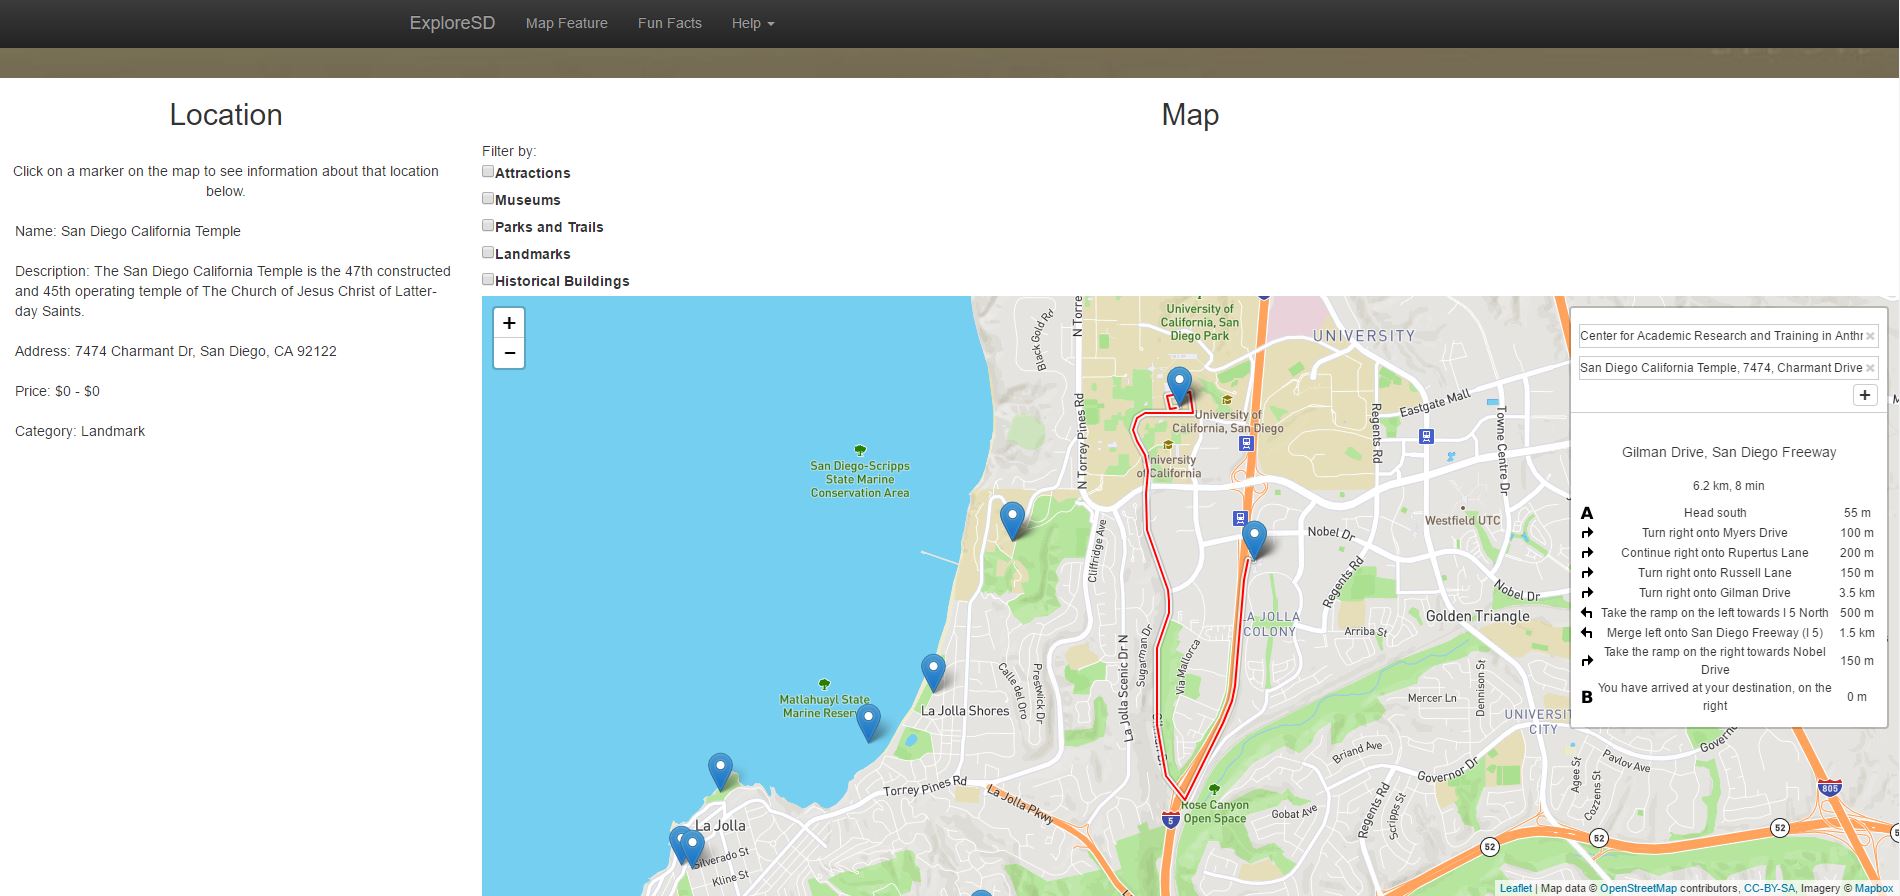 ExploreSD Map Feature Fun Facts Help
Location
Click on a marker on the map to see information about that location
below.
Name: San Diego California Temple
Description: The San Diego California Temple is the 47th constructed
and 45th operating temple of The Church of Jesus Christ of Latter-
day Saints.
Address: 7474 Charmant Dr, San Diego, CA 92122
Price: $0 - $0
Category: Landmark
Map
Filter by:
Attractions
Museums
Parks and Trails
Landmarks
Historical Buildings
+
-
Black Gold Rd
N Torre
University of
California, San
Diego Park
UNIVERSITY
N Torrey Pines Rd
University of
California, San Diego
University
of California
Regents Rd
Eastgate Mall
Towne Centre Dr
San Diego-Scripps
State Marine
Conservation Area
Westfield UTC
Cliffridge Ave
Nobel Dr
Regents Rd
Nobel Dr
LA JOLLA
COLONY
Arriba St
Golden Triangle
Sugarman Dr
La Jolla Scenic Dr N
Via Mallorca
Calle del Oro
Prestwick Dr
Mercer Ln
Dennison St
Matlahuayl State
Marine Reserv
La Jolla Shores
UNIVERSIT
CITY
Governo
Pavlov Ave
Briand Ave
Governor Dr
Agee St
Cozzens St
Torrey Pines Rd
La Jolla Pkwy
Rose Canyon
Open Space
Gobat Ave
Regents Rd
Scripps St
5
805
52
52
52
5
La Jolla
Silverado St
Kline St
Center for Academic Research and Training in Anthr ×
San Diego California Temple, 7474, Charmant Drive ×
+
Gilman Drive, San Diego Freeway
6.2 km, 8 min
A Head south 55 m
Turn right onto Myers Drive 100 m
Continue right onto Rupertus Lane 200 m
Turn right onto Russell Lane 150 m
Turn right onto Gilman Drive 3.5 km
Take the ramp on the left towards I 5 North 500 m
Merge left onto San Diego Freeway (I 5) 1.5 km
Take the ramp on the right towards Nobel
Drive 150 m
B You have arrived at your destination, on the
right 0 m
Leaflet | Map data © OpenStreetMap contributors, CC-BY-SA, Imagery © Mapbox